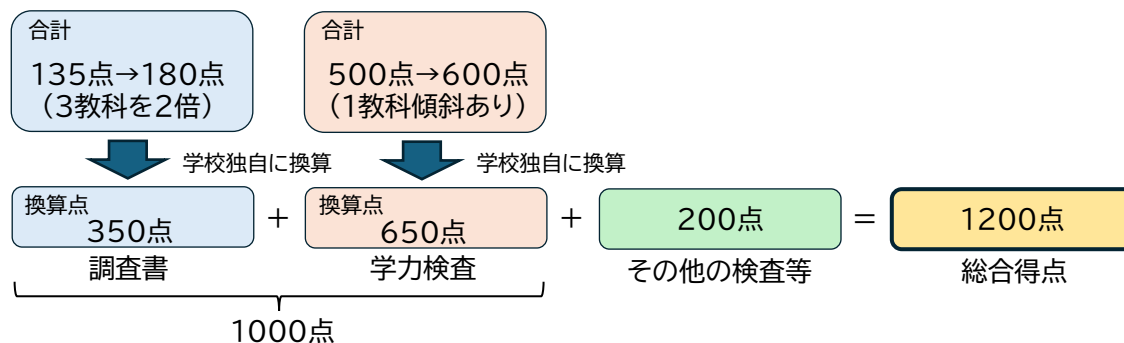 合計
135点→180点
（3教科を2倍）
合計
500点→600点
（1教科傾斜あり）
学校独自に換算
学校独自に換算
換算点
350点
+
換算点
650点
+
200点
=
1200点
調査書
学力検査
その他の検査等
総合得点
1000点